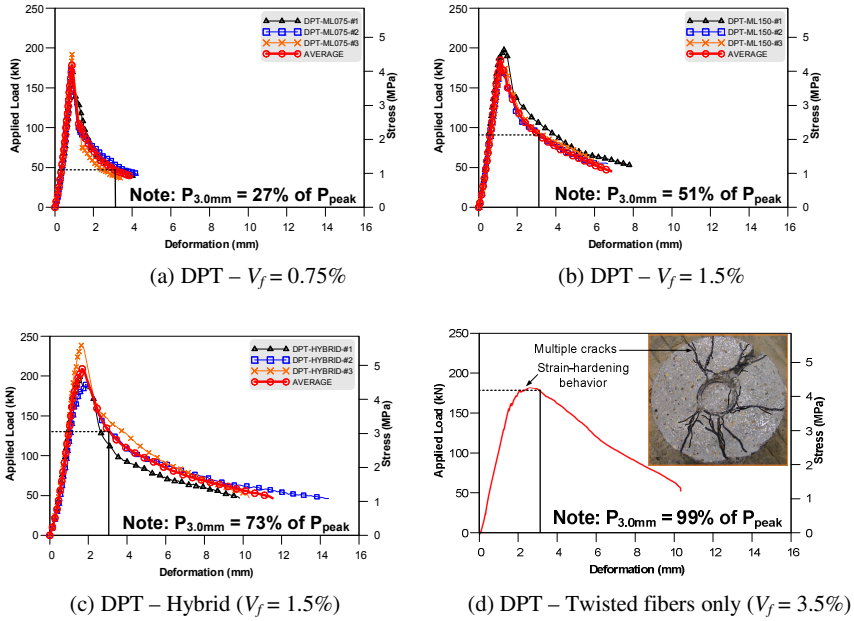 250
200
150
100
50
0
Applied Load (kN)
0 2 4 6 8 10 12 14 16
Deformation (mm)
5
4
3
2
1
0
Stress (MPa)
DPT-ML075-#1
DPT-ML075-#2
DPT-ML075-#3
AVERAGE
Note: P3.0mm = 27% of Ppeak
(a) DPT – Vf = 0.75%
250
200
150
100
50
0
Applied Load (kN)
0 2 4 6 8 10 12 14 16
Deformation (mm)
5
4
3
2
1
0
Stress (MPa)
DPT-ML150-#1
DPT-ML150-#2
DPT-ML150-#3
AVERAGE
Note: P3.0mm = 51% of Ppeak
(b) DPT – Vf = 1.5%
250
200
150
100
50
0
Applied Load (kN)
0 2 4 6 8 10 12 14 16
Deformation (mm)
5
4
3
2
1
0
Stress (MPa)
DPT-HYBRID-#1
DPT-HYBRID-#2
DPT-HYBRID-#3
AVERAGE
Note: P3.0mm = 73% of Ppeak
(c) DPT – Hybrid (Vf = 1.5%)
250
200
150
100
50
0
Applied Load (kN)
0 2 4 6 8 10 12 14 16
Deformation (mm)
5
4
3
2
1
0
Stress (MPa)
Multiple cracks
Strain-hardening
behavior
Note: P3.0mm = 99% of Ppeak
(d) DPT – Twisted fibers only (Vf = 3.5%)